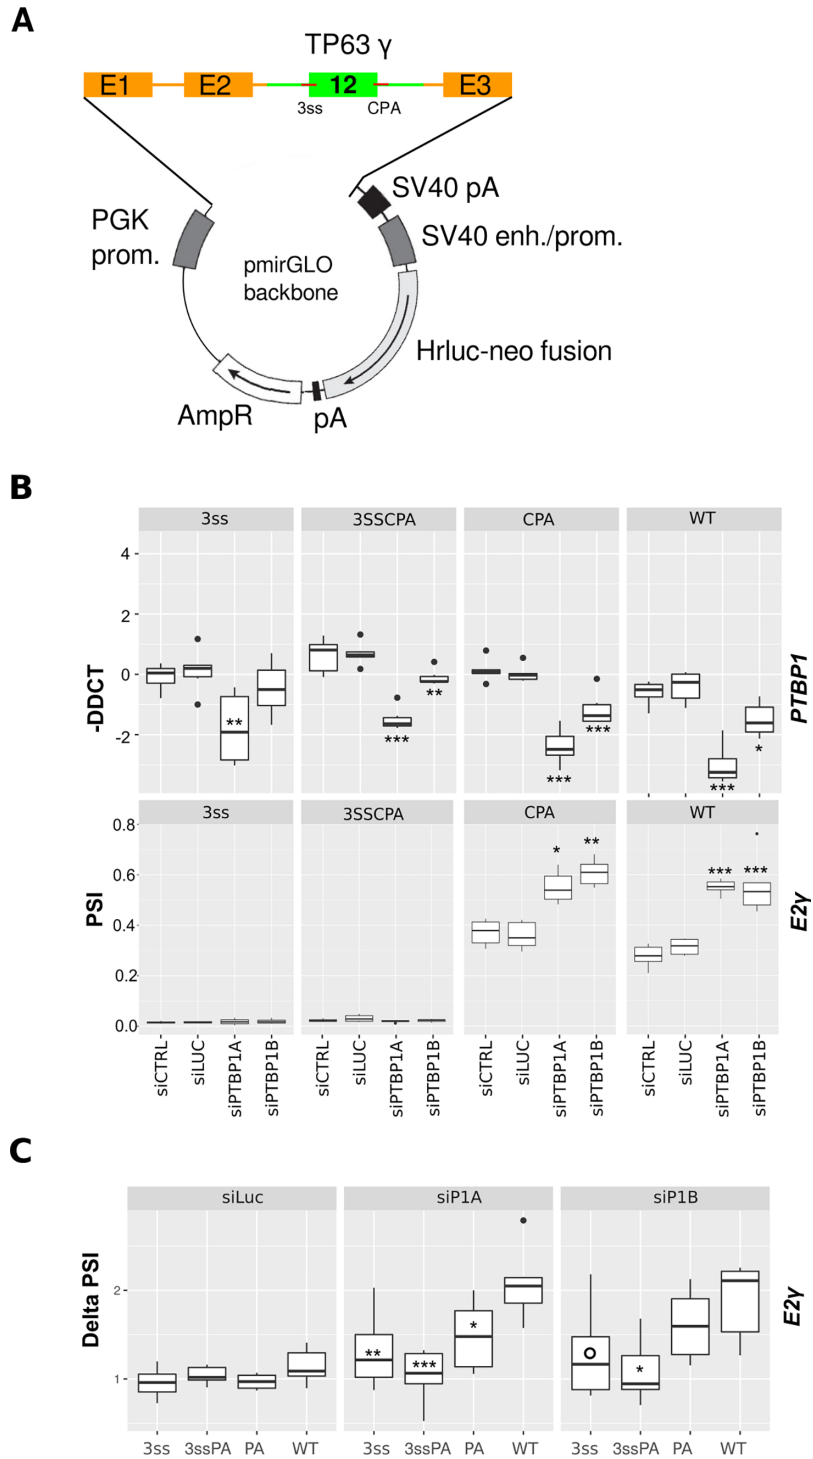 A
TP63 γ
E1
E2
12
E3
3ss
CPA
SV40 pA
PGK
prom.
SV40 enh./prom.
pmirGLO
backbone
Hrluc-neo fusion
AmpR
pA
B
3ss
3SSCPA
CPA
WT
4
2
0
-2
-DDCT
**
***
**
***
***
***
*
PTBP1
3ss
3SSCPA
CPA
WT
0.8
0.6
0.4
0.2
0.0
PSI
*
**
***
***
E2γ
siCTRL
siLUC
siPTBP1A
siPTBP1B
siCTRL
siLUC
siPTBP1A
siPTBP1B
siCTRL
siLUC
siPTBP1A
siPTBP1B
siCTRL
siLUC
siPTBP1A
siPTBP1B
C
siLuc
siP1A
siP1B
2
1
Delta PSI
**
***
*
*
E2γ
3ss
3ssPA
PA
WT
3ss
3ssPA
PA
WT
3ss
3ssPA
PA
WT